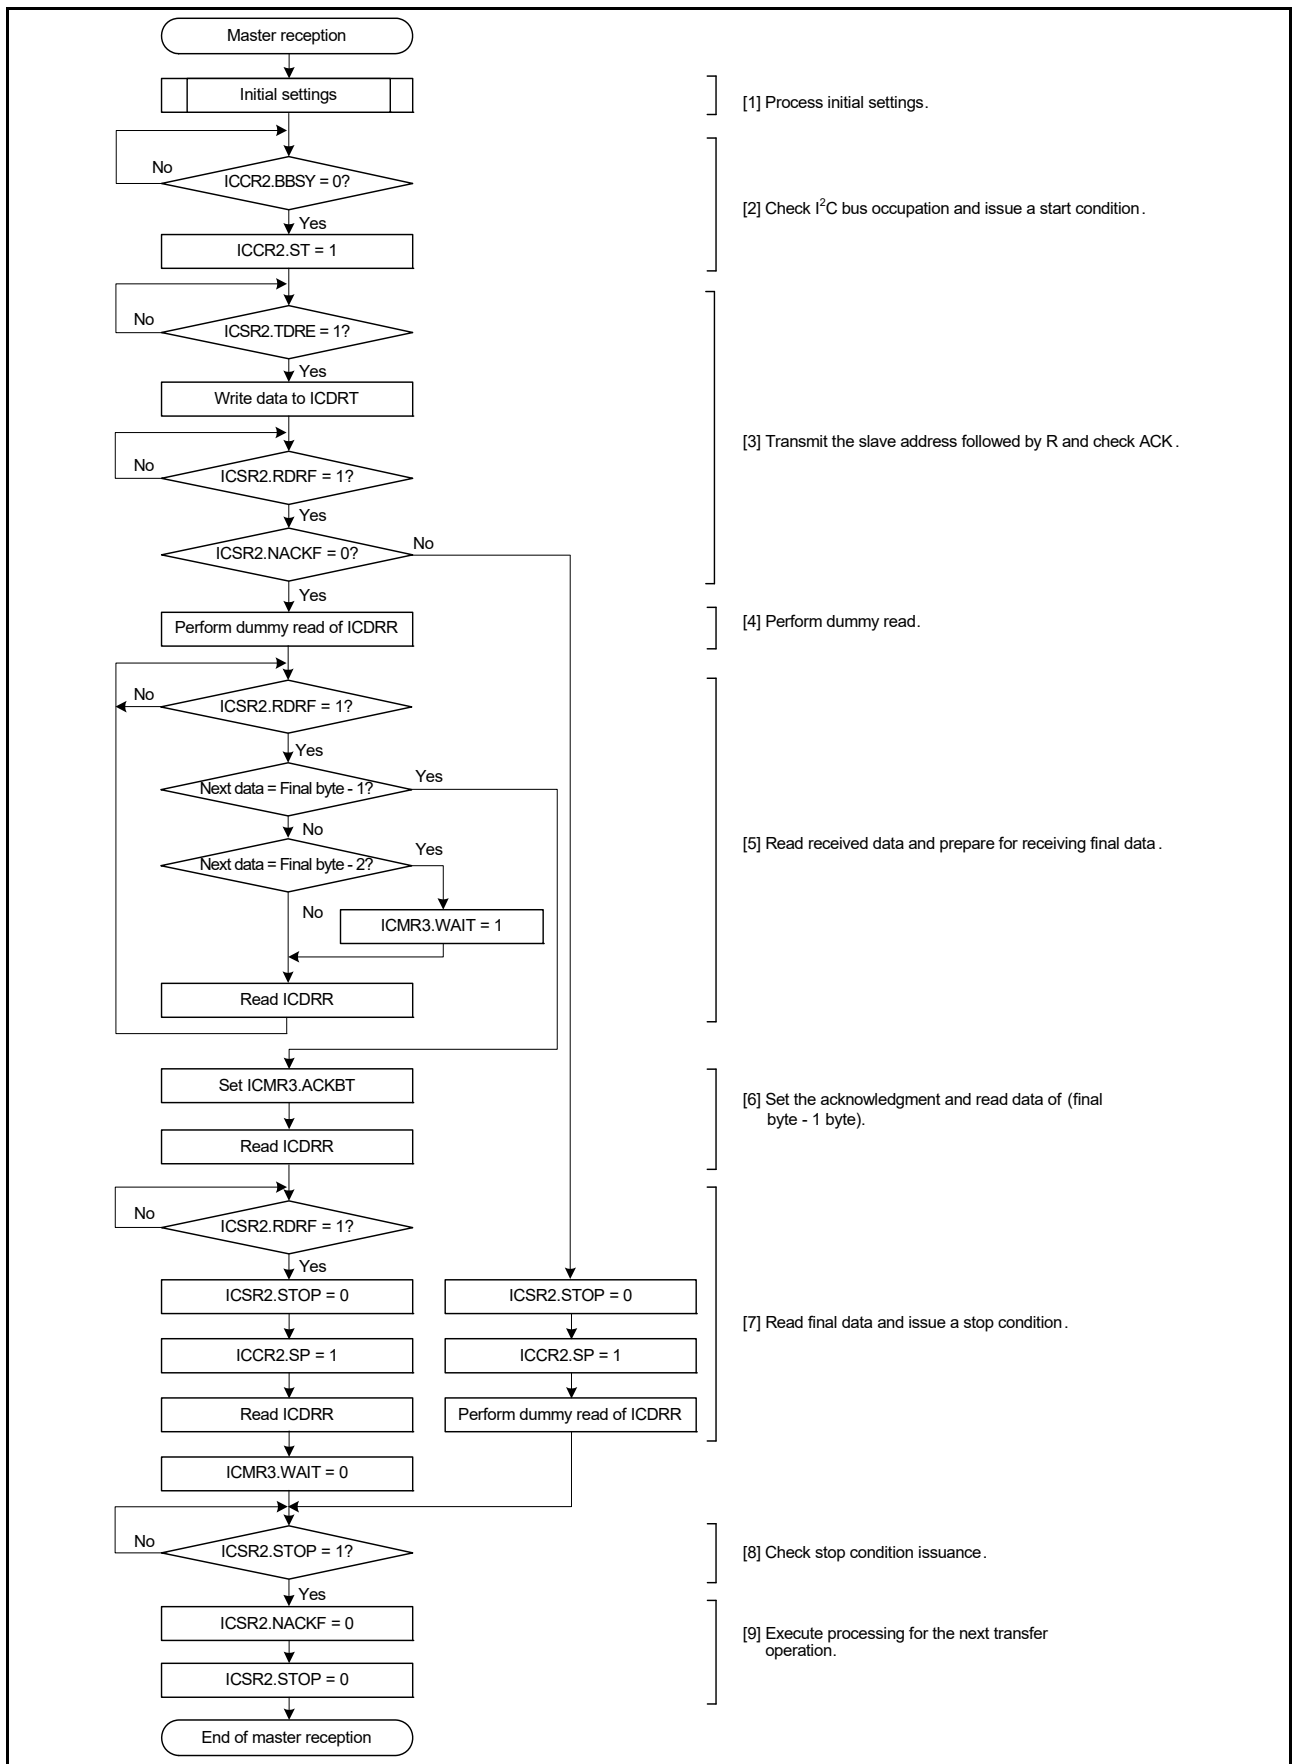 Master reception
Initial settings
[1] Process initial settings.
No
ICCR2.BBSY = 0?
Yes
[2] Check I²C bus occupation and issue a start condition.
ICCR2.ST = 1
No
ICSR2.TDRE = 1?
Yes
Write data to ICDRT
[3] Transmit the slave address followed by R and check ACK.
No
ICSR2.RDRF = 1?
Yes
ICSR2.NACKF = 0?
No
Yes
Perform dummy read of ICDRR
[4] Perform dummy read.
No
ICSR2.RDRF = 1?
Yes
Next data = Final byte - 1?
Yes
No
[5] Read received data and prepare for receiving final data.
Next data = Final byte - 2?
Yes
No
ICMR3.WAIT = 1
Read ICDRR
Set ICMR3.ACKBT
[6] Set the acknowledgment and read data of (final
byte - 1 byte).
Read ICDRR
No
ICSR2.RDRF = 1?
Yes
ICSR2.STOP = 0
ICSR2.STOP = 0
[7] Read final data and issue a stop condition.
ICCR2.SP = 1
ICCR2.SP = 1
Read ICDRR
Perform dummy read of ICDRR
ICMR3.WAIT = 0
No
ICSR2.STOP = 1?
[8] Check stop condition issuance.
Yes
ICSR2.NACKF = 0
[9] Execute processing for the next transfer
operation.
ICSR2.STOP = 0
End of master reception